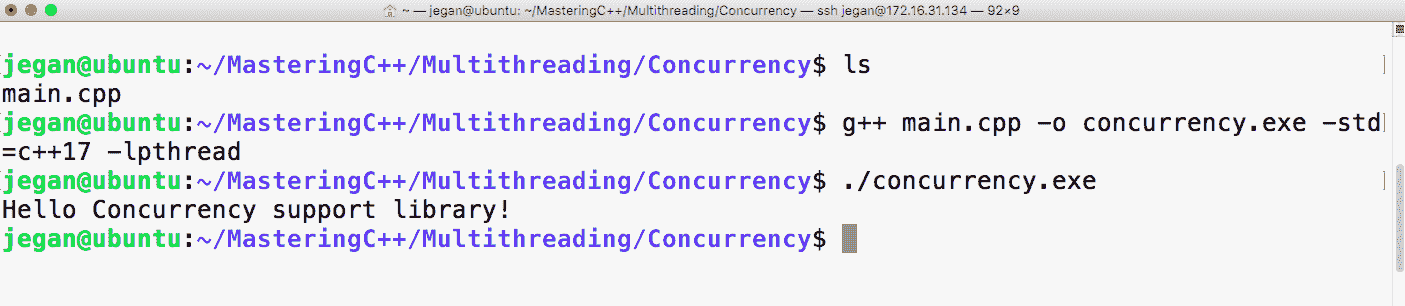 ~ — jegan@ubuntu: ~/MasteringC++/Multithreading/Concurrency — ssh jegan@172.16.31.134 — 92×9
jegan@ubuntu:~/MasteringC++/Multithreading/Concurrency$ ls
main.cpp
jegan@ubuntu:~/MasteringC++/Multithreading/Concurrency$ g++ main.cpp -o concurrency.exe -std
=c++17 -lpthread
jegan@ubuntu:~/MasteringC++/Multithreading/Concurrency$ ./concurrency.exe
Hello Concurrency support library!
jegan@ubuntu:~/MasteringC++/Multithreading/Concurrency$